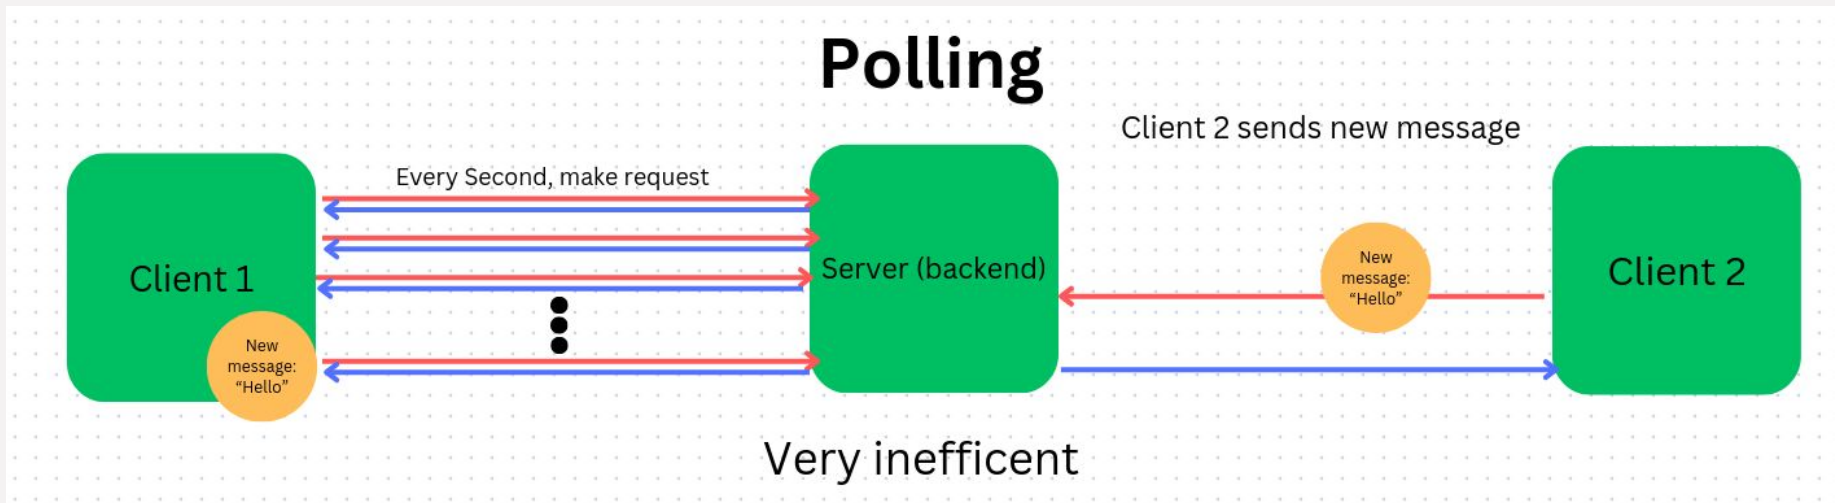 Polling
Client 2 sends new message
Every Second, make request
Client 1
Server (backend)
New
message:
“Hello”
Client 2
New
message:
“Hello”
Very inefficent